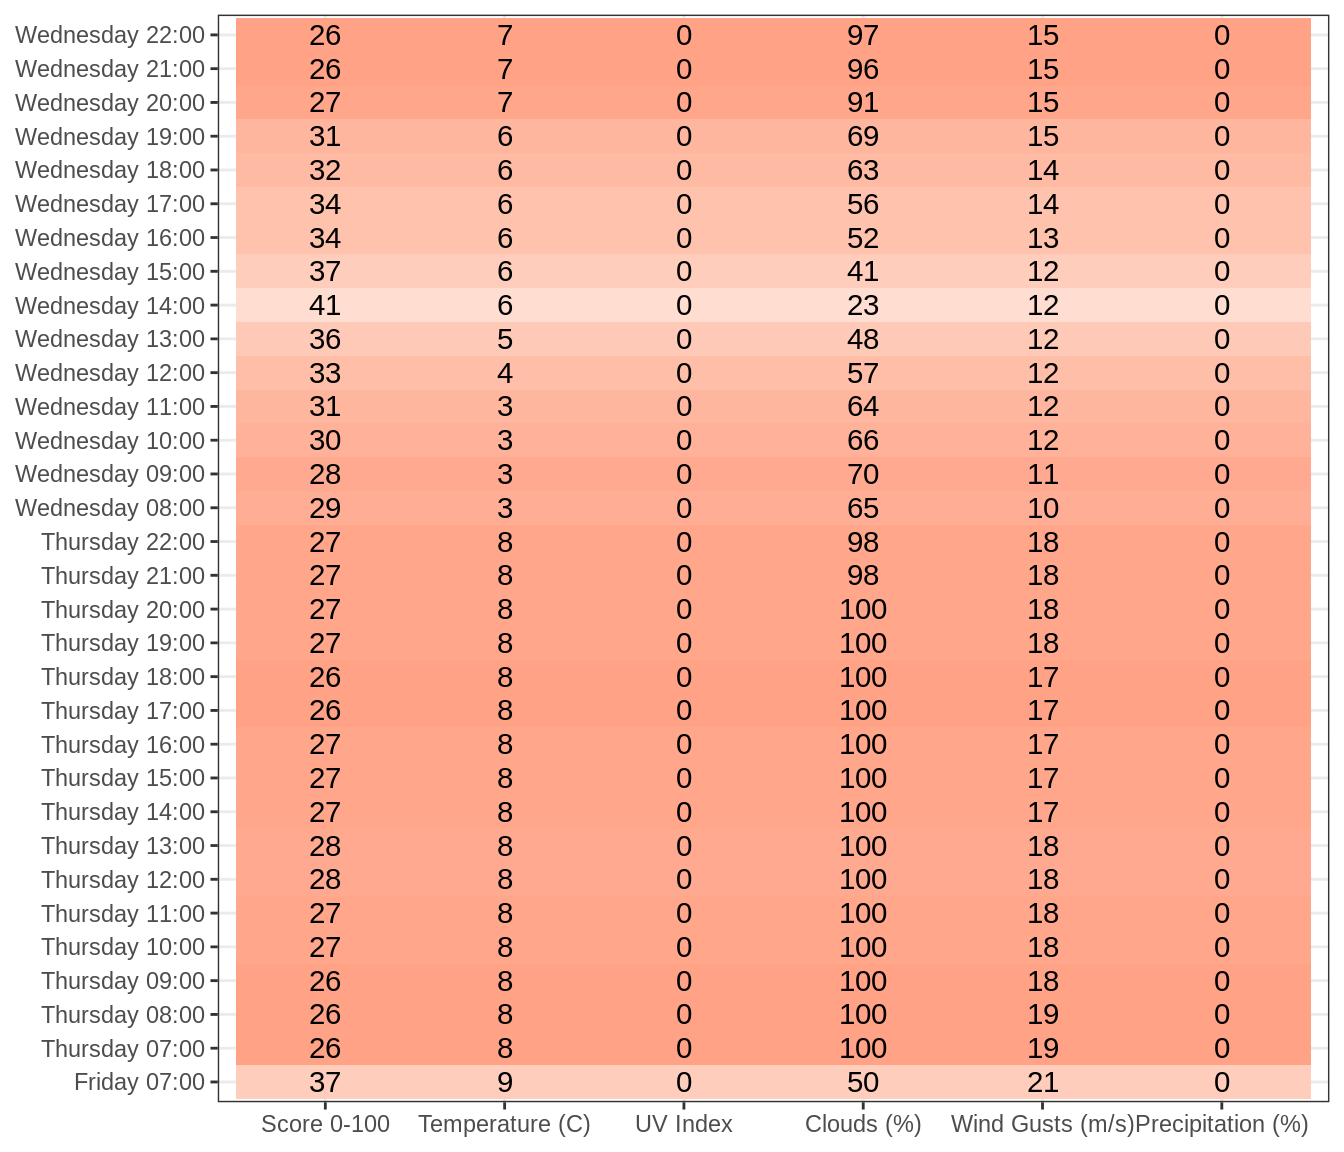 Wednesday 22:00 26 7 0 97 15 0
Wednesday 21:00 26 7 0 96 15 0
Wednesday 20:00 27 7 0 91 15 0
Wednesday 19:00 31 6 0 69 15 0
Wednesday 18:00 32 6 0 63 14 0
Wednesday 17:00 34 6 0 56 14 0
Wednesday 16:00 34 6 0 52 13 0
Wednesday 15:00 37 6 0 41 12 0
Wednesday 14:00 41 6 0 23 12 0
Wednesday 13:00 36 5 0 48 12 0
Wednesday 12:00 33 4 0 57 12 0
Wednesday 11:00 31 3 0 64 12 0
Wednesday 10:00 30 3 0 66 12 0
Wednesday 09:00 28 3 0 70 11 0
Wednesday 08:00 29 3 0 65 10 0
Thursday 22:00 27 8 0 98 18 0
Thursday 21:00 27 8 0 98 18 0
Thursday 20:00 27 8 0 100 18 0
Thursday 19:00 27 8 0 100 18 0
Thursday 18:00 26 8 0 100 17 0
Thursday 17:00 26 8 0 100 17 0
Thursday 16:00 27 8 0 100 17 0
Thursday 15:00 27 8 0 100 17 0
Thursday 14:00 27 8 0 100 17 0
Thursday 13:00 28 8 0 100 18 0
Thursday 12:00 28 8 0 100 18 0
Thursday 11:00 27 8 0 100 18 0
Thursday 10:00 27 8 0 100 18 0
Thursday 09:00 26 8 0 100 18 0
Thursday 08:00 26 8 0 100 19 0
Thursday 07:00 26 8 0 100 19 0
Friday 07:00 37 9 0 50 21 0
Score 0-100 Temperature (C) UV Index Clouds (%) Wind Gusts (m/s) Precipitation (%)